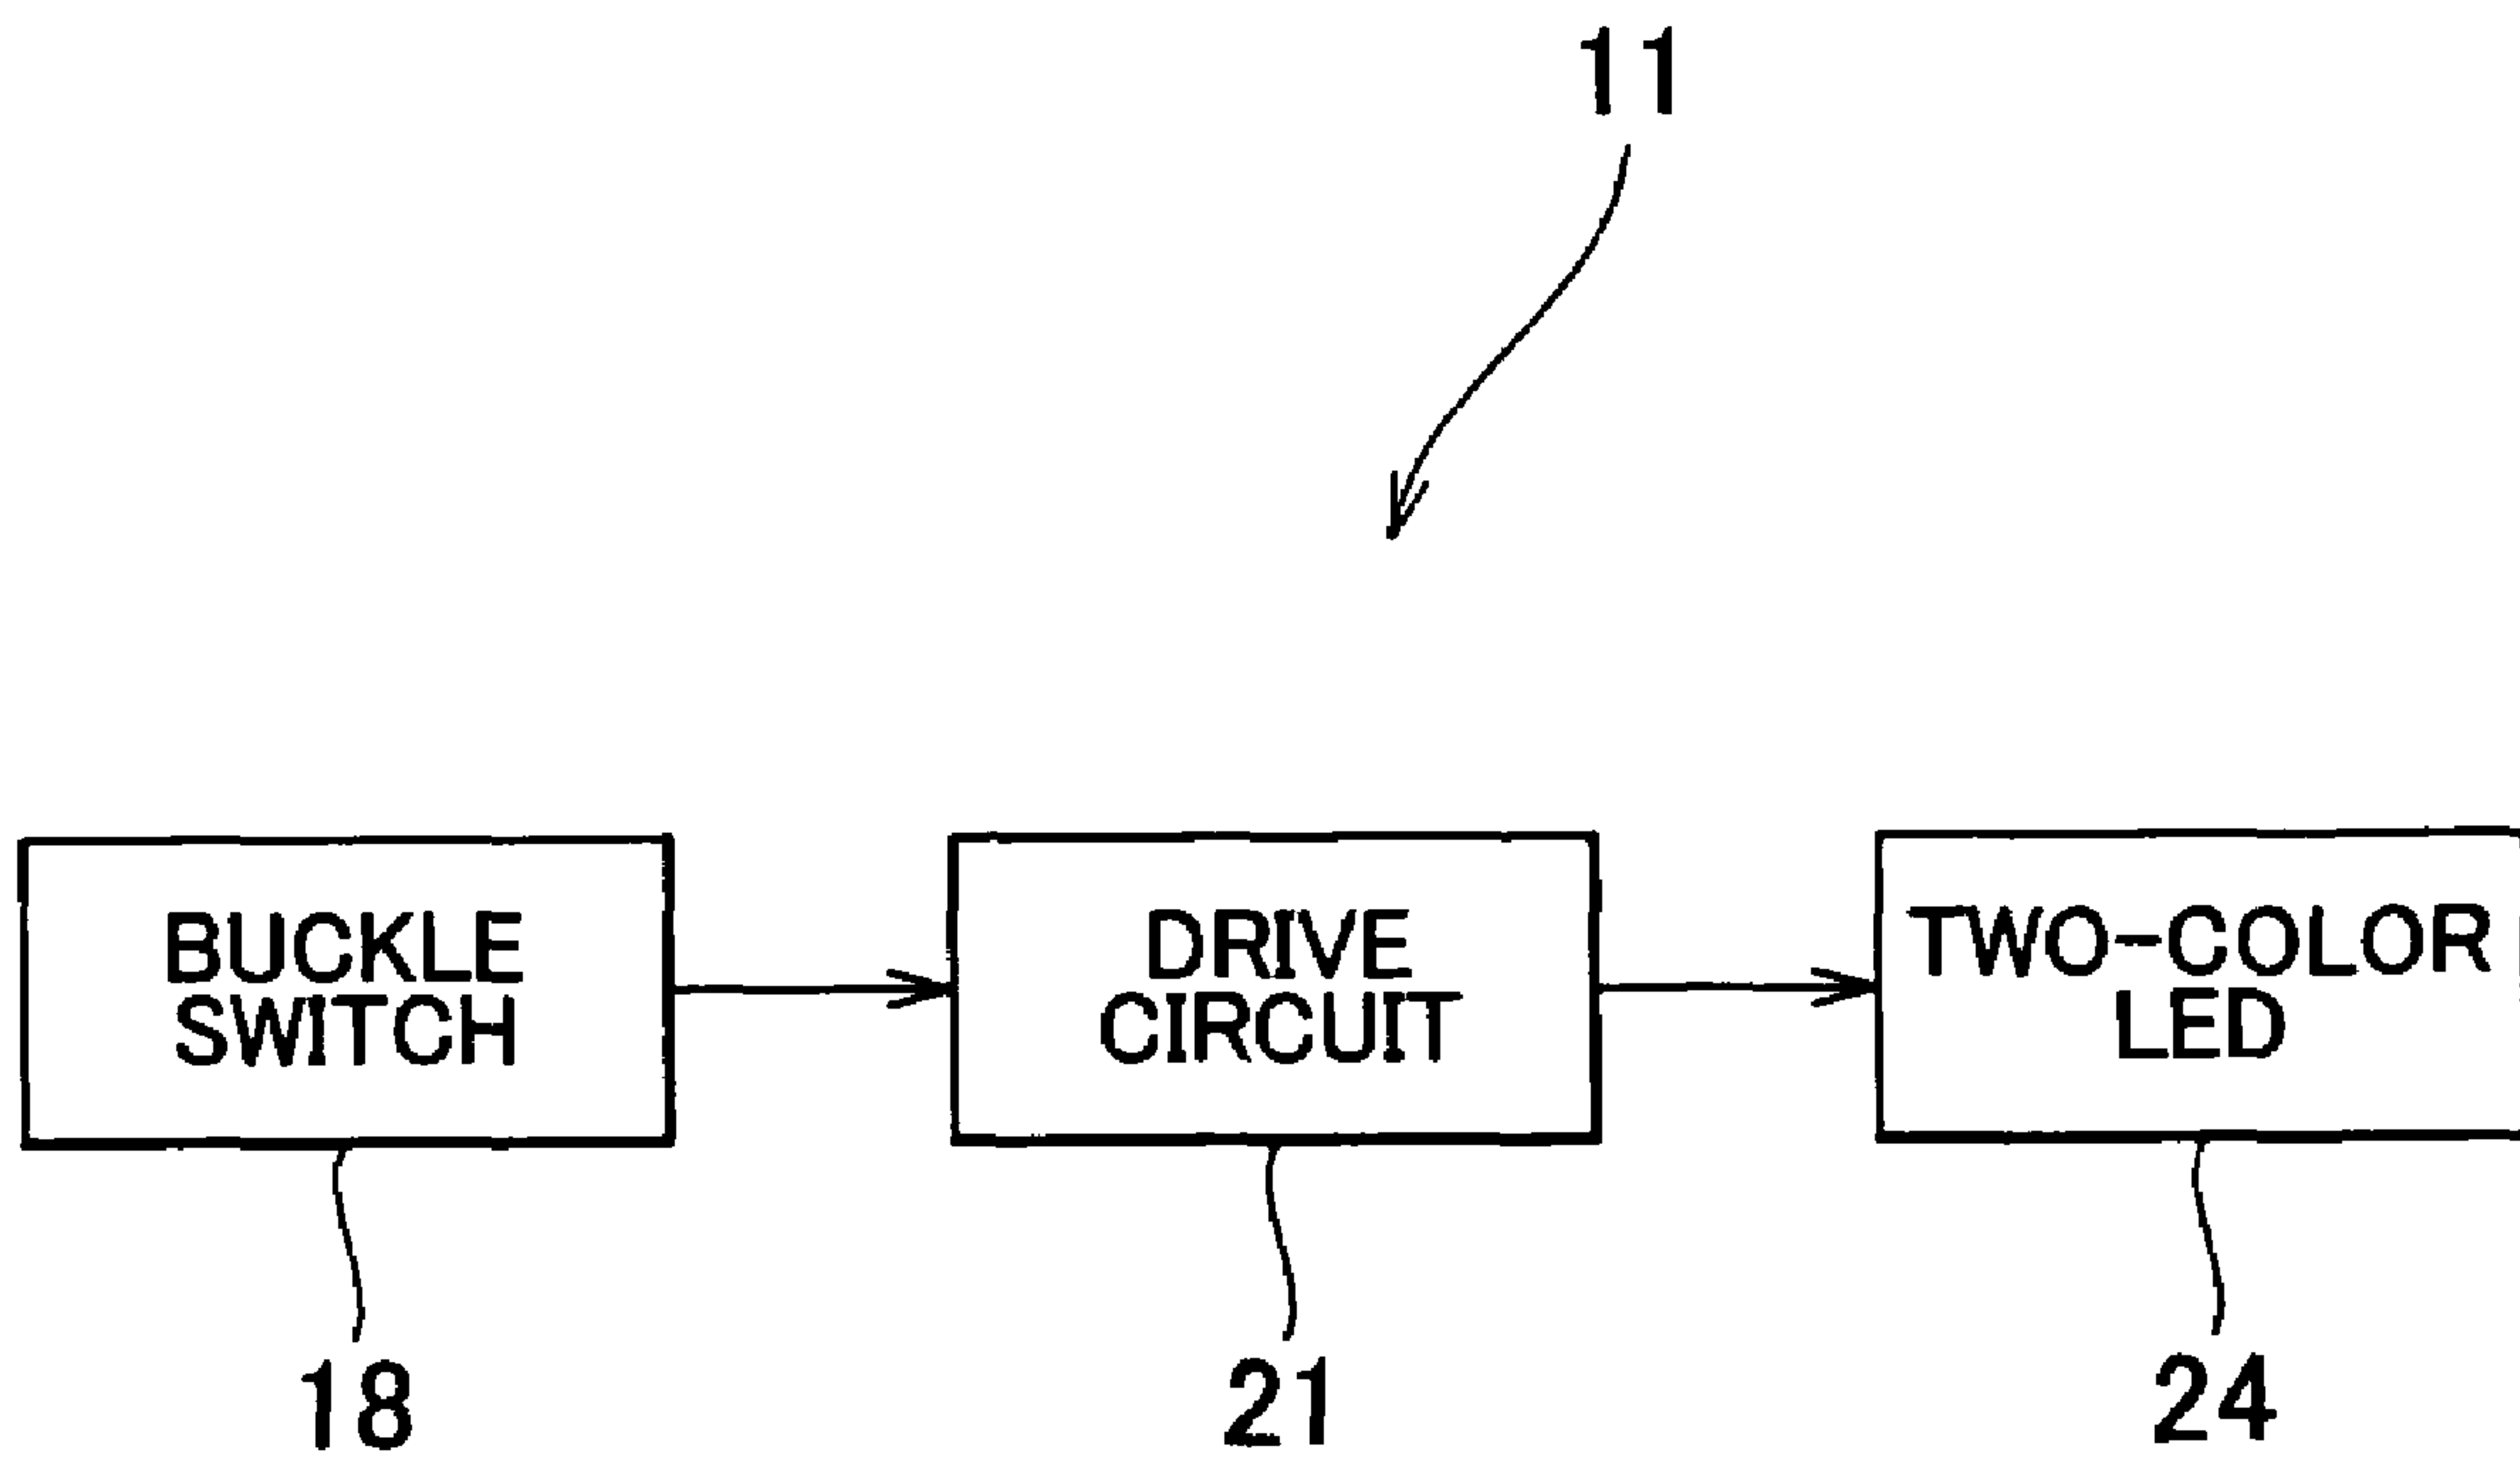 11
BUCKLE
SWITCH
DRIVE
CIRCUIT
TWO-COLOR
LED
18
21
24